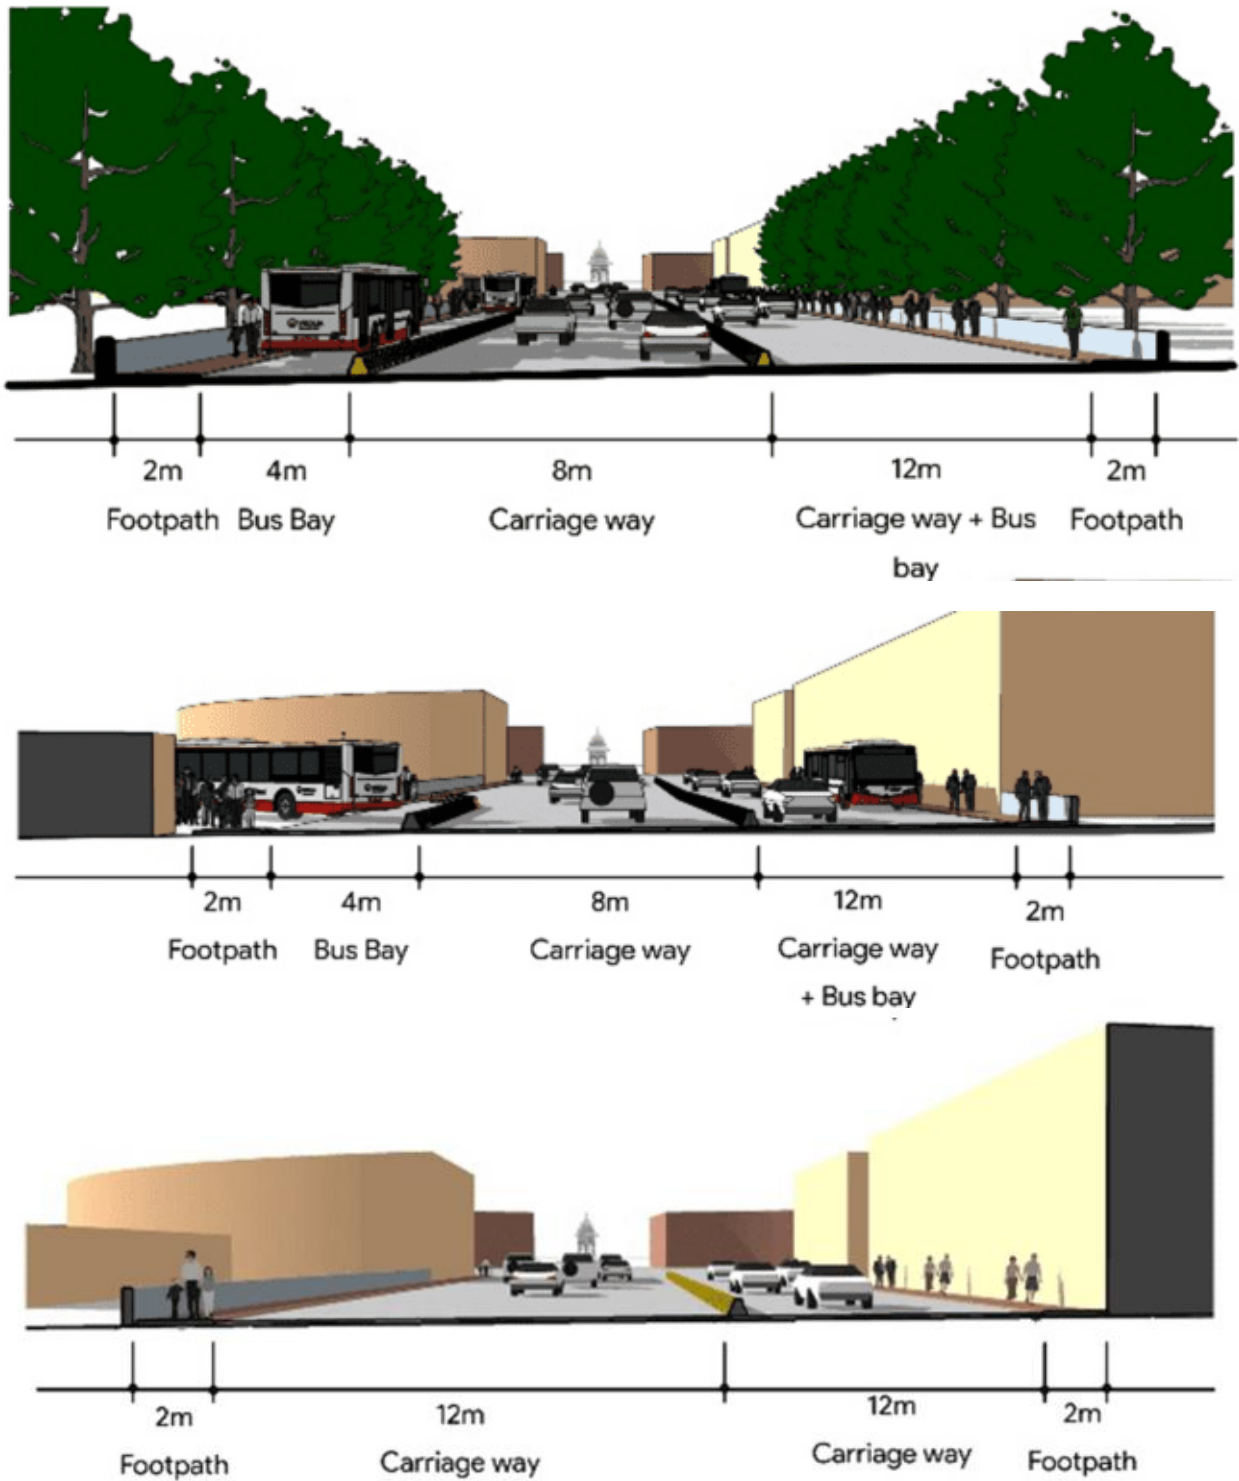 2m 4m 8m 12m 2m
Footpath Bus Bay Carriage way Carriage way + Bus Footpath
bay
2m 4m 8m 12m 2m
Footpath Bus Bay Carriage way Carriage way Footpath
+ Bus bay
2m 12m 12m 2m
Footpath Carriage way Carriage way Footpath